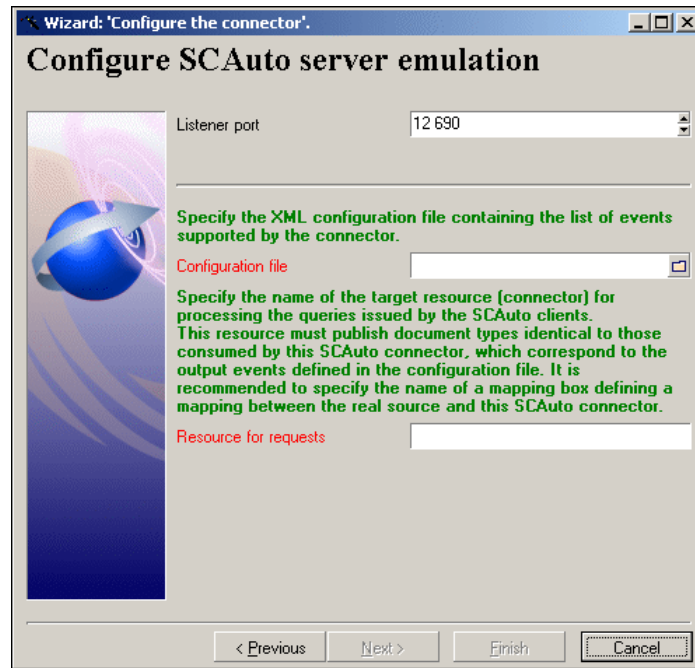 Wizard: 'Configure the connector'.
Configure SCAuto server emulation
Listener port 12 690
Specify the XML configuration file containing the list of events
supported by the connector.
Configuration file
Specify the name of the target resource (connector) for
processing the queries issued by the SCAuto clients.
This resource must publish document types identical to those
consumed by this SCAuto connector, which correspond to the
output events defined in the configuration file. It is
recommended to specify the name of a mapping box defining a
mapping between the real source and this SCAuto connector.
Resource for requests
< Previous Next > Finish Cancel